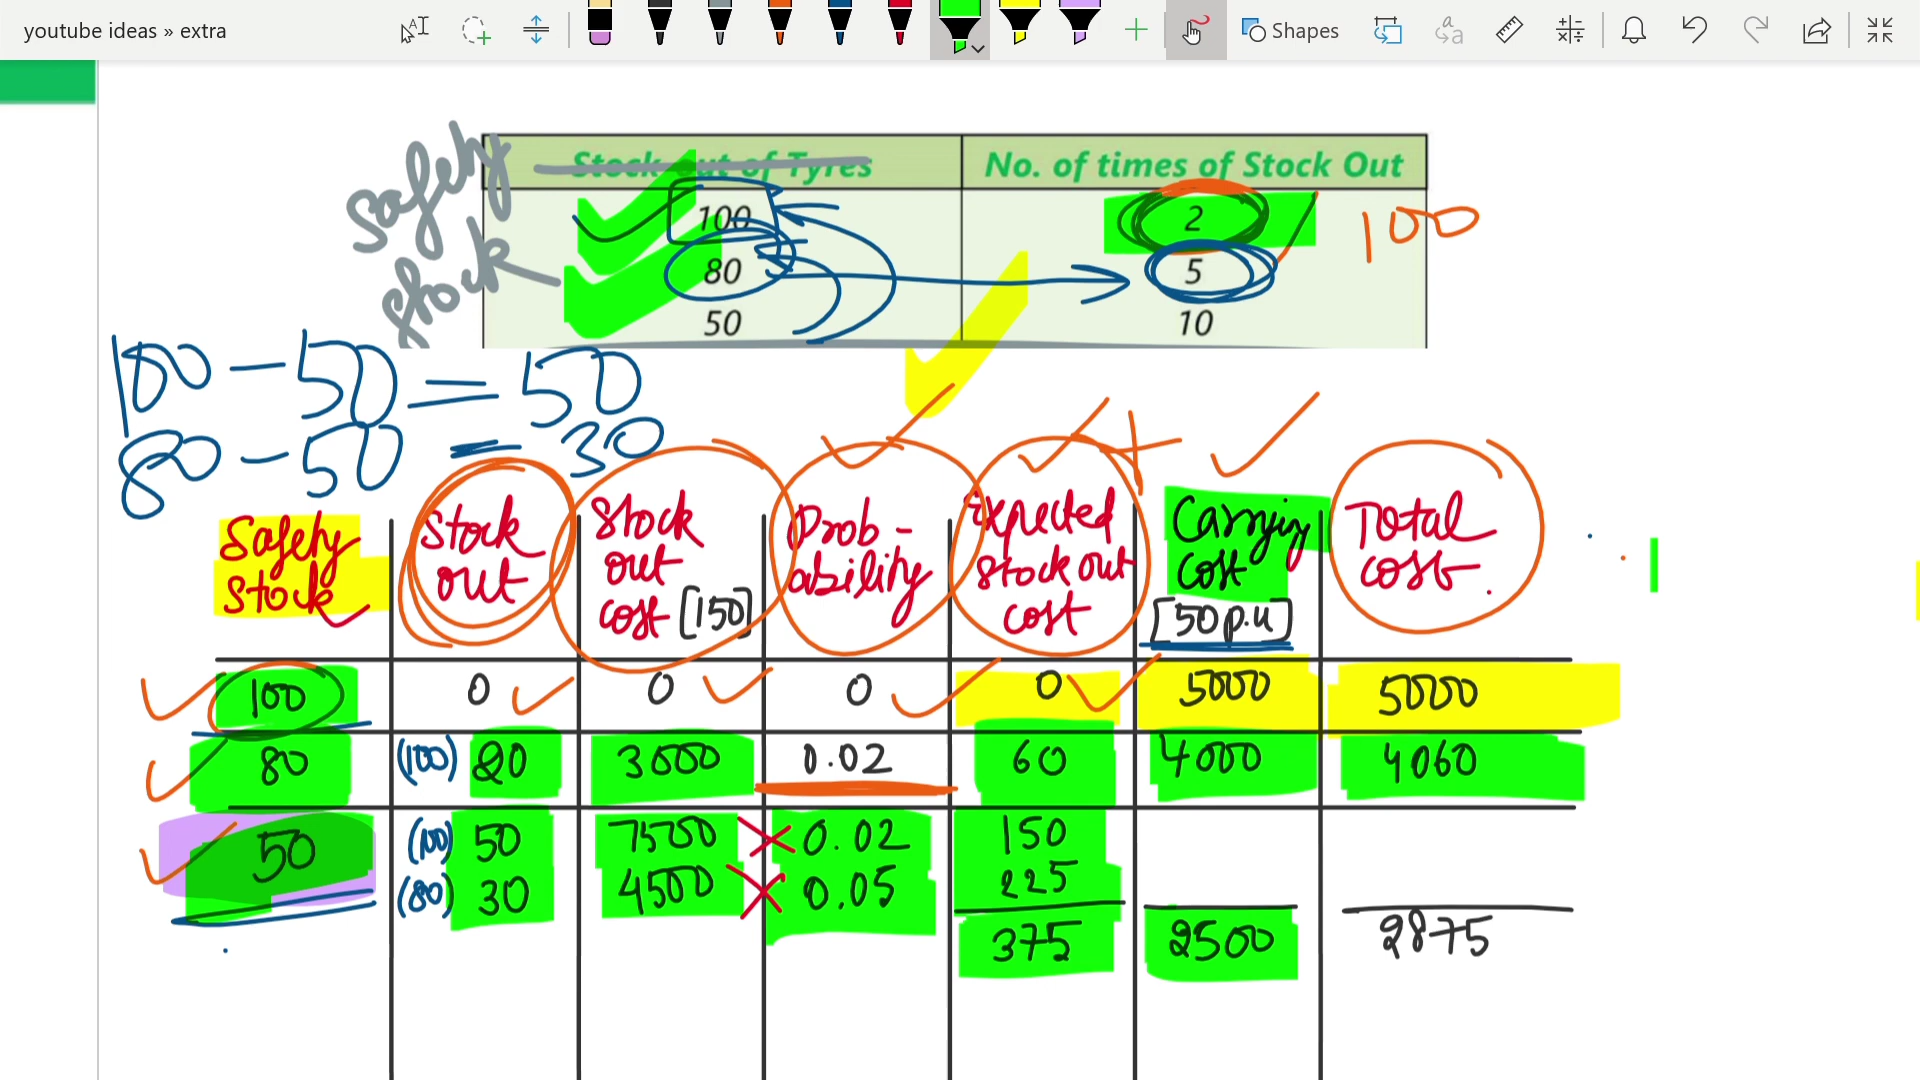 youtube ideas » extra
Shapes
Safety
stock
Stock out of Tyres No. of times of Stock Out
100 2 100
80 5
50 10
100 - 50 = 50
80 - 50 = 30
Safety Stock
Stock out
Stock out cost [150]
Prob-ability
Expected stock out cost
Carrying cost [50 p.u]
Total cost
100 0 0 0 0 5000 5000
80 (100) 20 3000 0.02 60 4000 4060
50 (100) 50 7500 × 0.02 150
(80) 30 4500 × 0.05 225
375 2500 2875